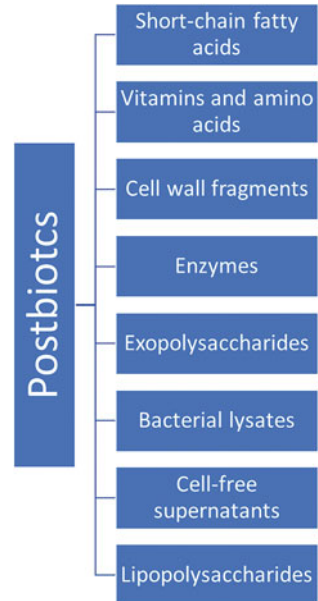 Postbiotcs
Short-chain fatty
acids
Vitamins and amino
acids
Cell wall fragments
Enzymes
Exopolysaccharides
Bacterial lysates
Cell-free
supernatants
Lipopolysaccharides